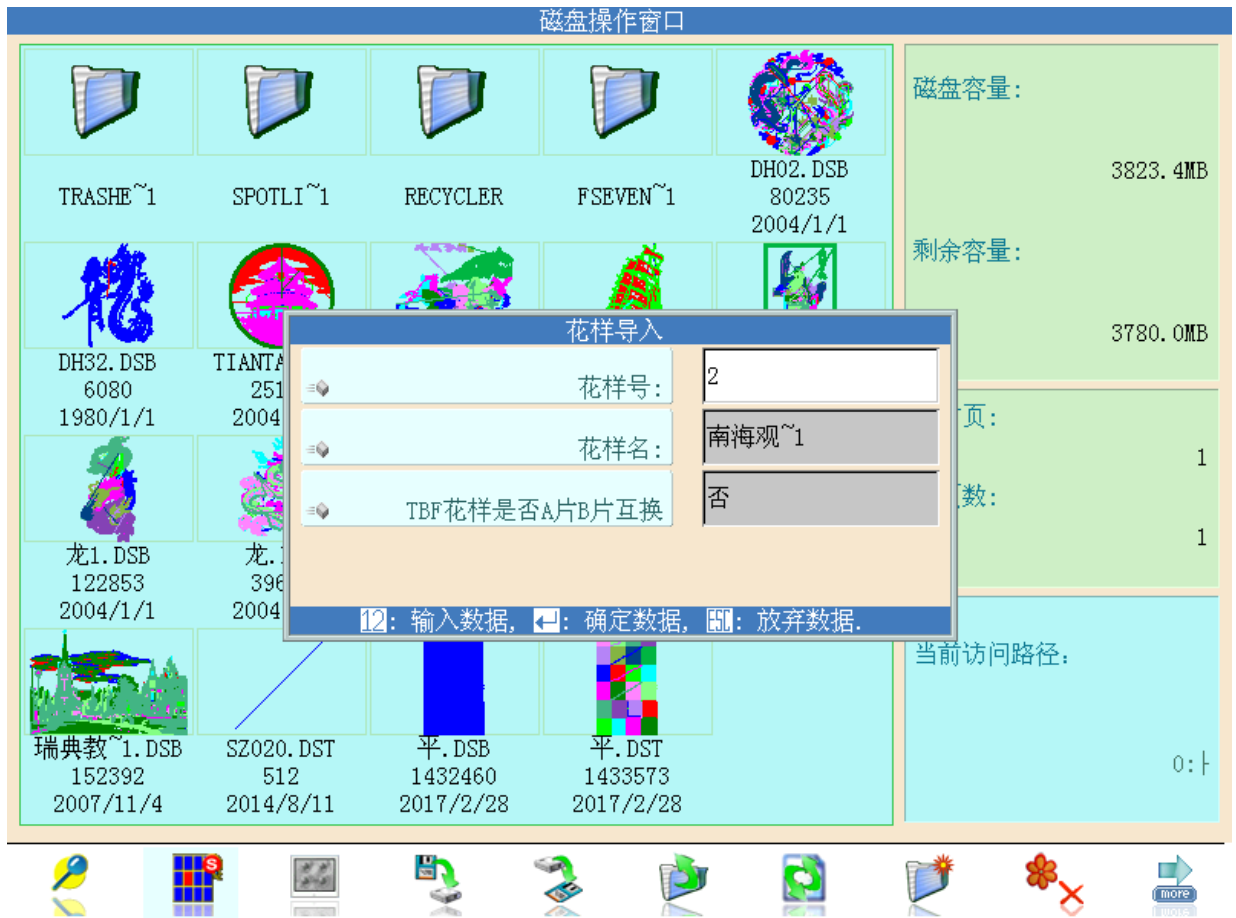 磁盘操作窗口
TRASHE~1
SPOTLI~1
RECYCLER
FSEVEN~1
DH02.DSB
80235
2004/1/1
DH32.DSB
6080
1980/1/1
TIANTA
251
2004
龙1.DSB
122853
2004/1/1
龙.
396
2004
瑞典教~1.DSB
152392
2007/11/4
SZ020.DST
512
2014/8/11
平.DSB
1432460
2017/2/28
平.DST
1433573
2017/2/28
花样导入
花样号:
2
花样名:
南海观~1
TBF花样是否A片B片互换
否
12: 输入数据, : 确定数据, ESC: 放弃数据.
磁盘容量:
3823.4MB
剩余容量:
3780.0MB
页:
1
数:
1
当前访问路径:
0:├
S
more